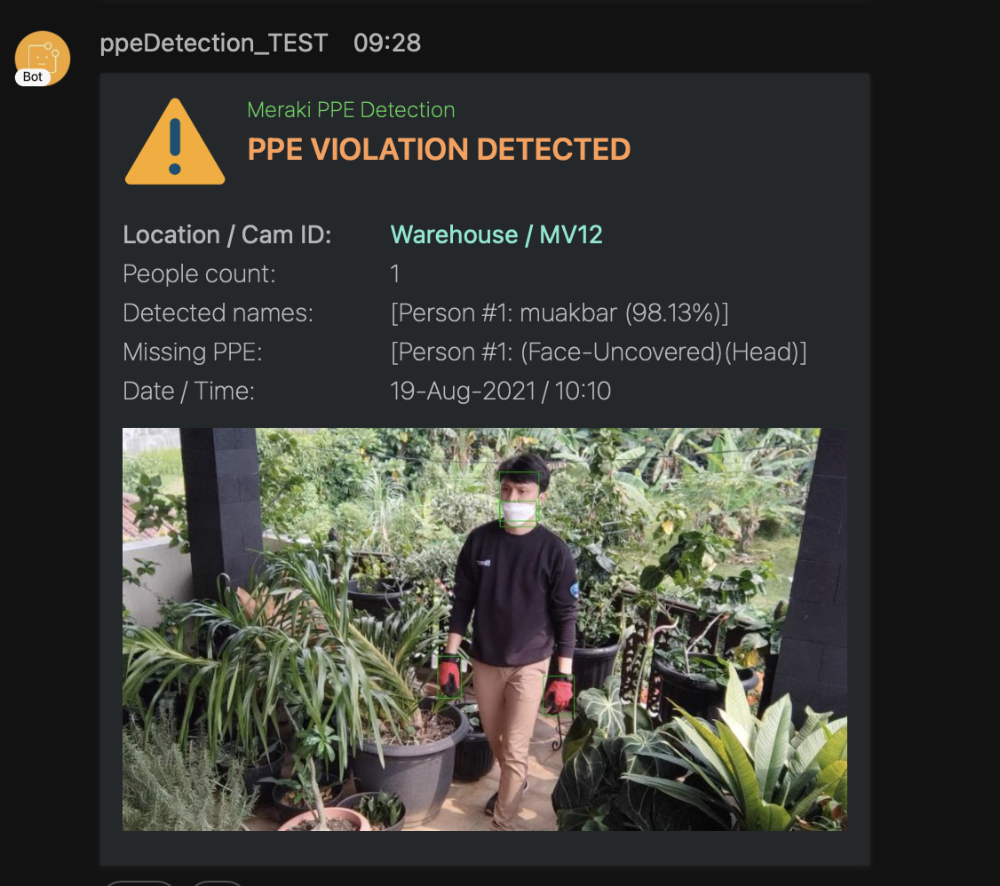 ppeDetection_TEST 09:28
Bot
Meraki PPE Detection
PPE VIOLATION DETECTED
Location / Cam ID: Warehouse / MV12
People count: 1
Detected names: [Person #1: muakbar (98.13%)]
Missing PPE: [Person #1: (Face-Uncovered)(Head)]
Date / Time: 19-Aug-2021 / 10:10